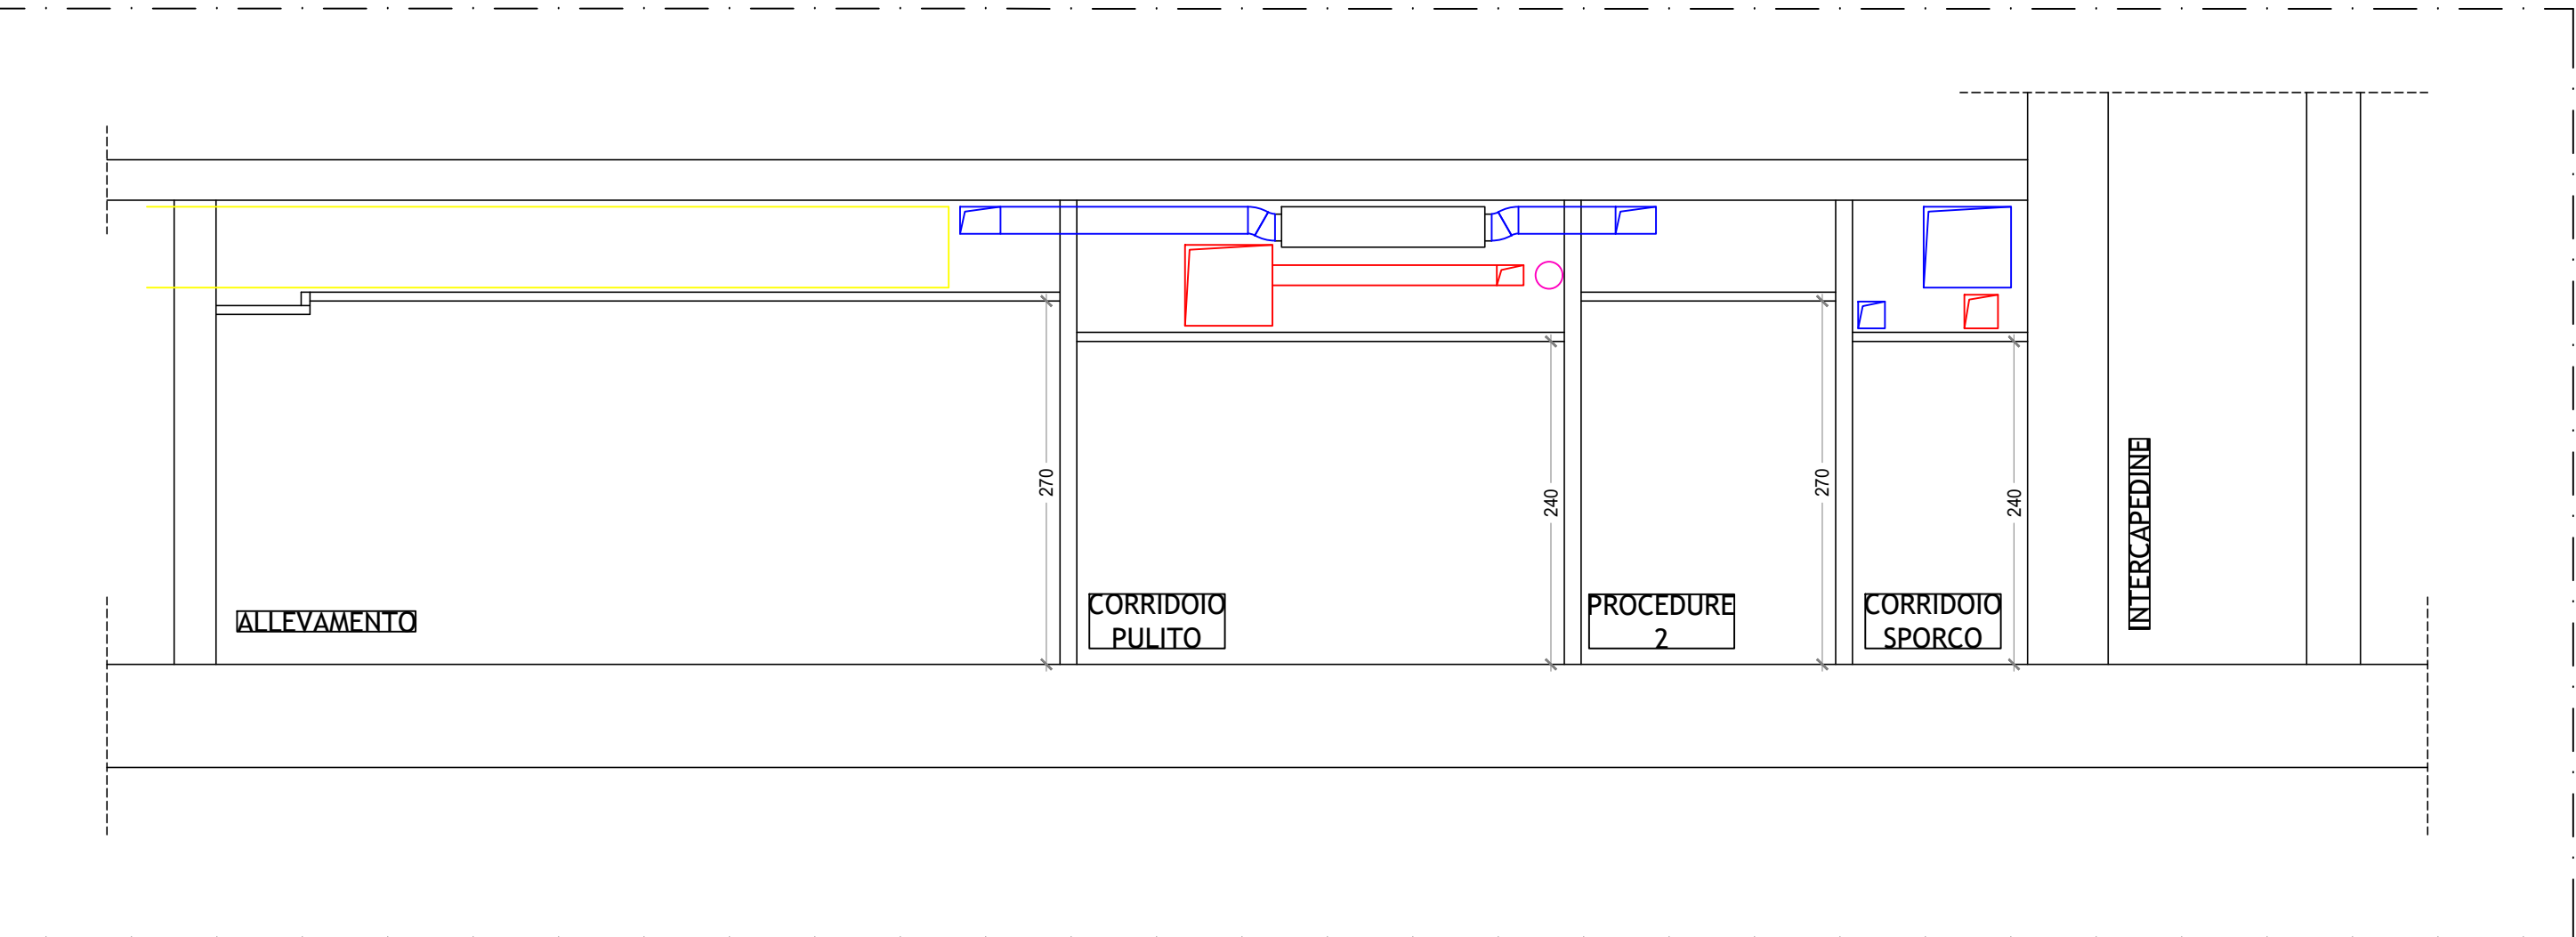 270
240
270
240
INTERCAPEDINE
ALLEVAMENTO
CORRIDOIO
PULITO
PROCEDURE
2
CORRIDOIO
SPORCO